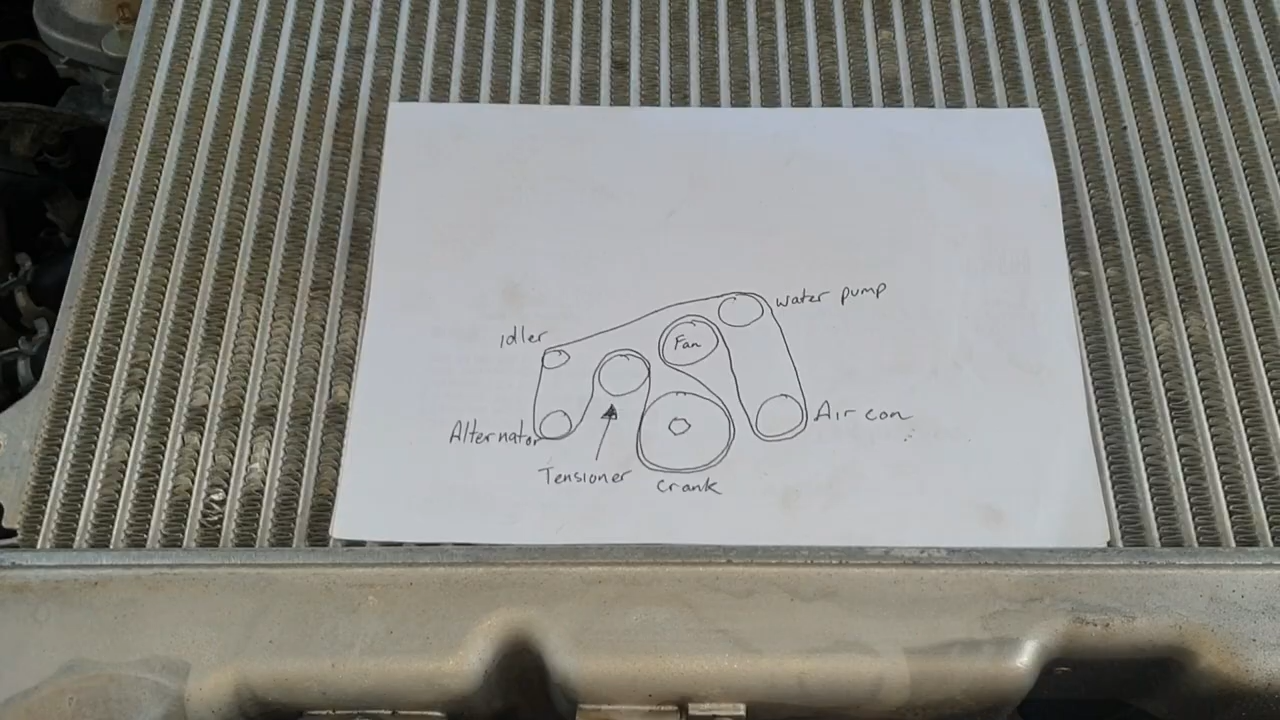 water pump
idler
Fan
Air con
Alternator
Tensioner
crank